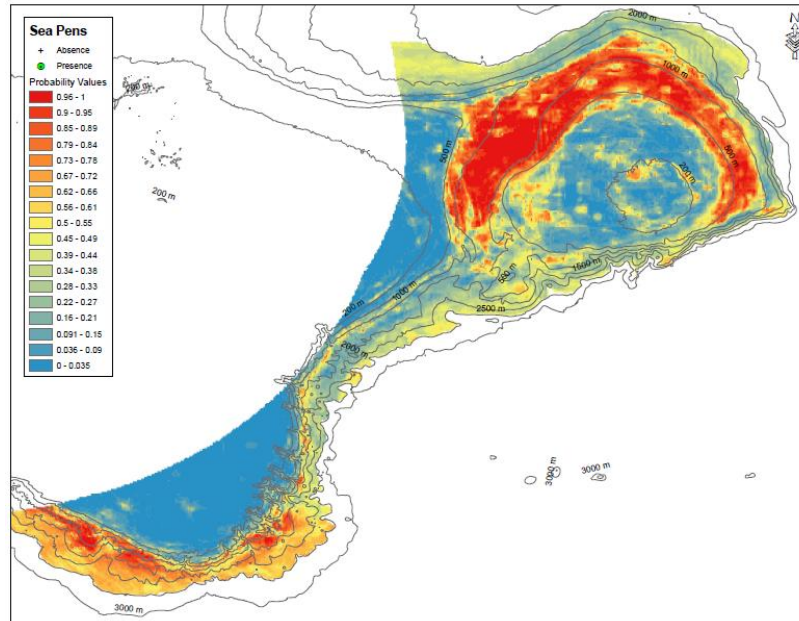 Sea Pens
Absence
Presence
Probability Values
0.96 - 1
0.9 - 0.95
0.85 - 0.89
0.79 - 0.84
0.73 - 0.78
0.67 - 0.72
0.62 - 0.66
0.56 - 0.61
0.5 - 0.55
0.45 - 0.49
0.39 - 0.44
0.34 - 0.38
0.28 - 0.33
0.22 - 0.27
0.16 - 0.21
0.091 - 0.15
0.036 - 0.09
0 - 0.035
2000 m
N
200 m
1000 m
500 m
500 m
200 m
200 m
500 m
1500 m
1000 m
200 m
2500 m
2000 m
3000 m
3000 m
3000 m